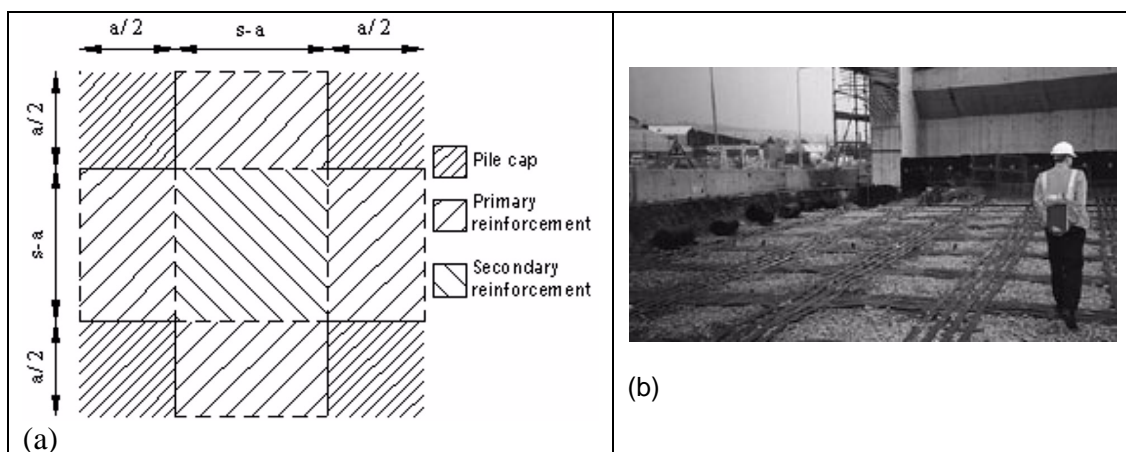 a/2
s-a
a/2
a/2
s-a
a/2
Pile cap
Primary
reinforcement
Secondary
reinforcement
(a)
(b)